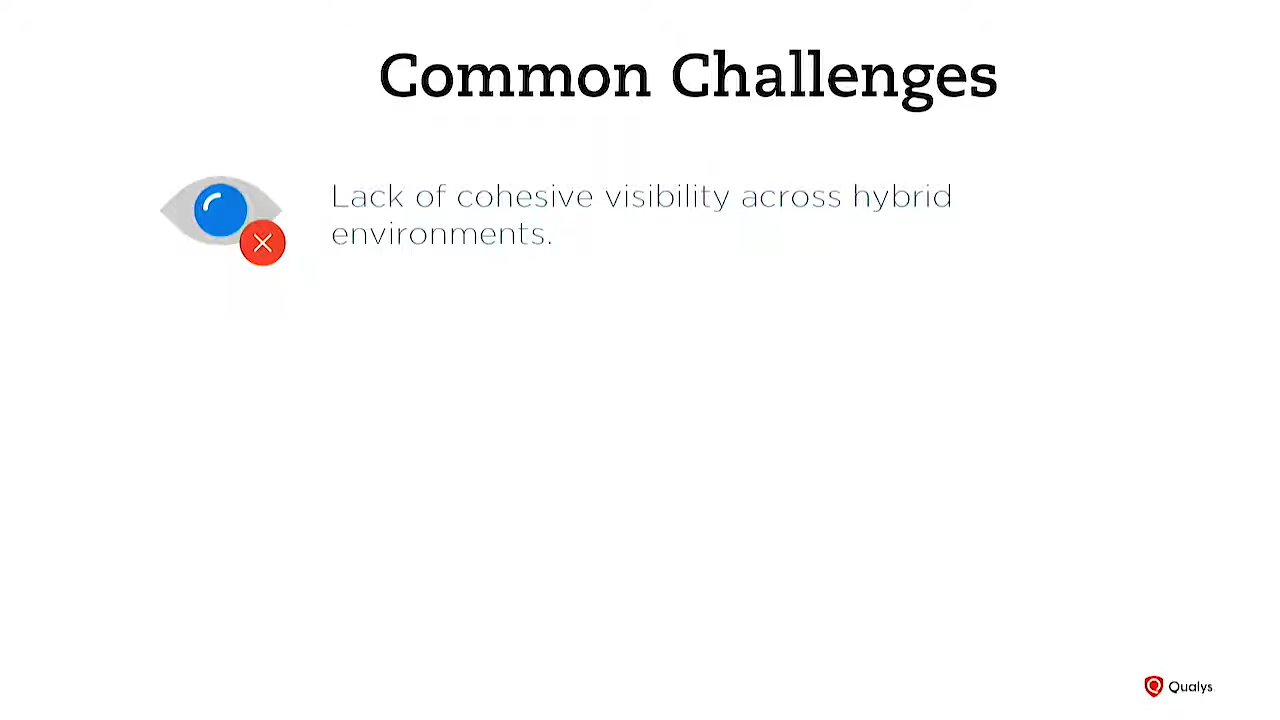 Common Challenges
Lack of cohesive visibility across hybrid
environments.
Qualys